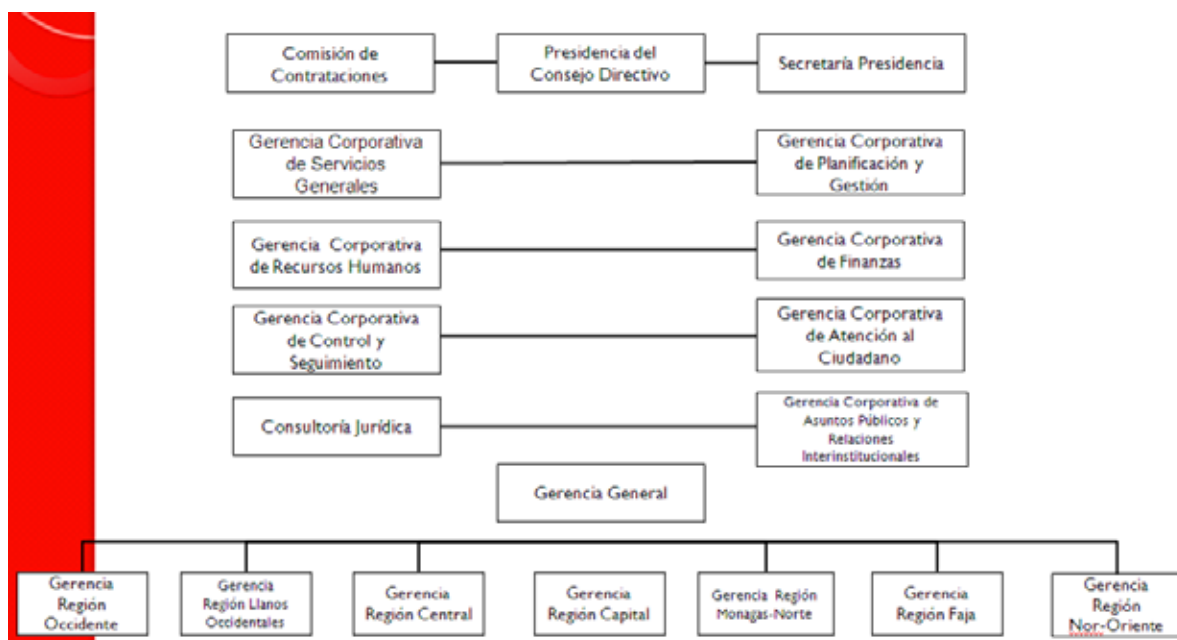 Comisión de
Contrataciones
Presidencia del
Consejo Directivo
Secretaría Presidencia
Gerencia Corporativa
de Servicios
Generales
Gerencia Corporativa
de Planificación y
Gestión
Gerencia Corporativa
de Recursos Humanos
Gerencia Corporativa
de Finanzas
Gerencia Corporativa
de Control y
Seguimiento
Gerencia Corporativa
de Atención al
Ciudadano
Consultoría Jurídica
Gerencia Corporativa de
Asuntos Públicos y
Relaciones
Interinstitucionales
Gerencia General
Gerencia
Región
Occidente
Gerencia
Región Llanos
Occidentales
Gerencia
Región Central
Gerencia
Región Capital
Gerencia Región
Monagas-Norte
Gerencia
Región Faja
Gerencia
Región
Nor-Oriente